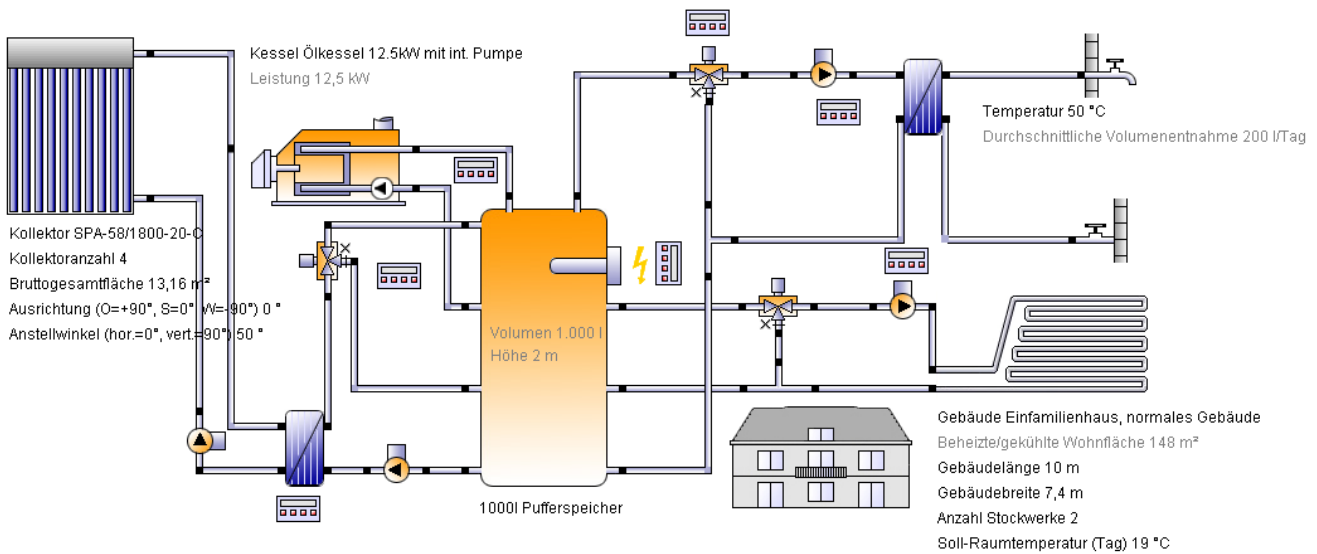 Kessel Ölkessel 12.5kW mit int. Pumpe
Leistung 12,5 kW
Temperatur 50 °C
Durchschnittliche Volumenentnahme 200 l/Tag
Kollektor SPA-58/1800-20-C
Kollektoranzahl 4
Bruttogesamtfläche 13,16 m²
Ausrichtung (O=+90°, S=0°, W=-90°) 0 °
Anstellwinkel (hor.=0°, vert.=90°) 50 °
Volumen 1.000 l
Höhe 2 m
1000l Pufferspeicher
Gebäude Einfamilienhaus, normales Gebäude
Beheizte/gekühlte Wohnfläche 148 m²
Gebäudelänge 10 m
Gebäudebreite 7,4 m
Anzahl Stockwerke 2
Soll-Raumtemperatur (Tag) 19 °C